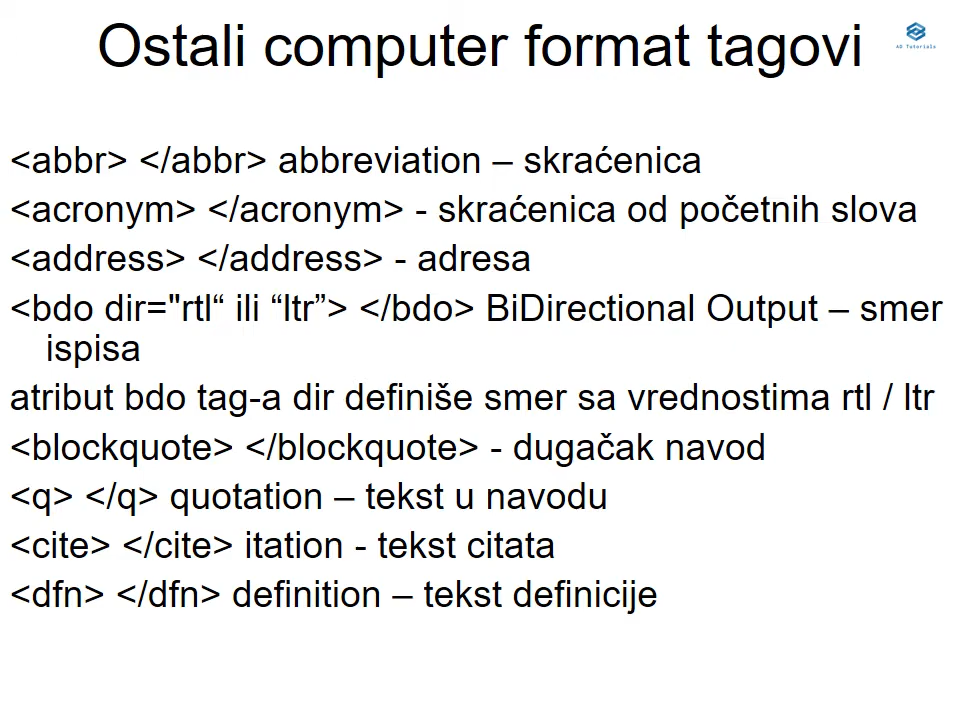 Ostali computer format tagovi
AD Tutorials
<abbr> </abbr> abbreviation – skraćenica
<acronym> </acronym> - skraćenica od početnih slova
<address> </address> - adresa
<bdo dir="rtl“ ili “ltr”> </bdo> BiDirectional Output – smer
ispisa
atribut bdo tag-a dir definiše smer sa vrednostima rtl / ltr
<blockquote> </blockquote> - dugačak navod
<q> </q> quotation – tekst u navodu
<cite> </cite> itation - tekst citata
<dfn> </dfn> definition – tekst definicije